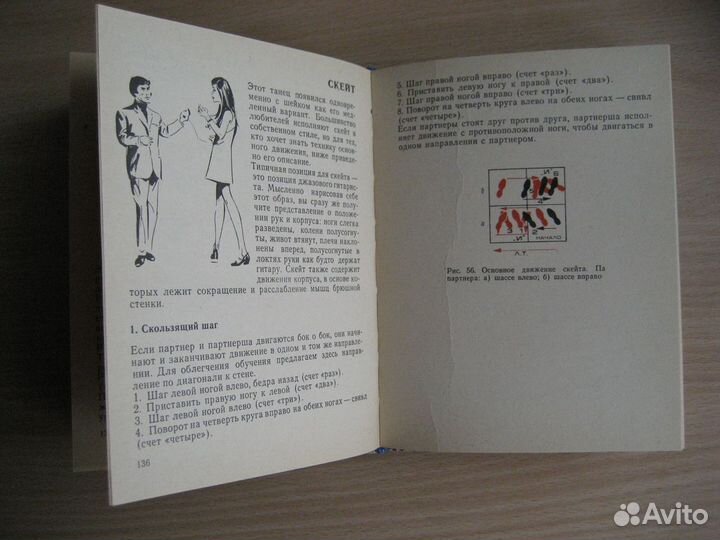 СКЕЙТ
Этот танец появился одновре-
менно с шейком как его мед-
ленный вариант. Большинство
любителей исполняют скейт в
собственном стиле, но для тех,
кто хочет знать технику основ-
ного движения, ниже приведе-
но его описание.
Типичная позиция для скейта —
это позиция джазового гитарис-
та. Мысленно нарисовав себе
этот образ, вы сразу же полу-
чите представление о положе-
нии рук и корпуса: ноги слегка
разведены, колени полусогну-
ты, живот втянут, плечи накло-
нены вперед, полусогнутые в
локтях руки как будто держат
гитару. Скейт также содержит
движения корпуса, в основе ко-
торых лежит сокращение и расслабление мышц брюшной
стенки.
1. Скользящий шаг
Если партнер и партнерша двигаются бок о бок, они начи-
нают и заканчивают движение в одном и том же направле-
нии. Для облегчения обучения предлагаем здесь направ-
ление по диагонали к стене.
1. Шаг левой ногой влево, бедра назад (счет «раз»).
2. Приставить правую ногу к левой (счет «два»).
3. Шаг левой ногой влево (счет «три»).
4. Поворот на четверть круга вправо на обеих ногах — свивл
(счет «четыре»).
136
5. Шаг правой ногой вправо (счет «раз»).
6. Приставить левую ногу к правой (счет «два»).
7. Шаг правой ногой вправо (счет «три»).
8. Поворот на четверть круга влево на обеих ногах — свивл
(счет «четыре»).
Если партнеры стоят друг против друга, партнерша испол-
няет движение с противоположной ноги, чтобы двигаться в
одном направлении с партнером.
НАЧАЛО
Л.Т.
Рис. 56. Основное движение скейта. Па
партнера: а) шассе влево; б) шассе вправо
Avito